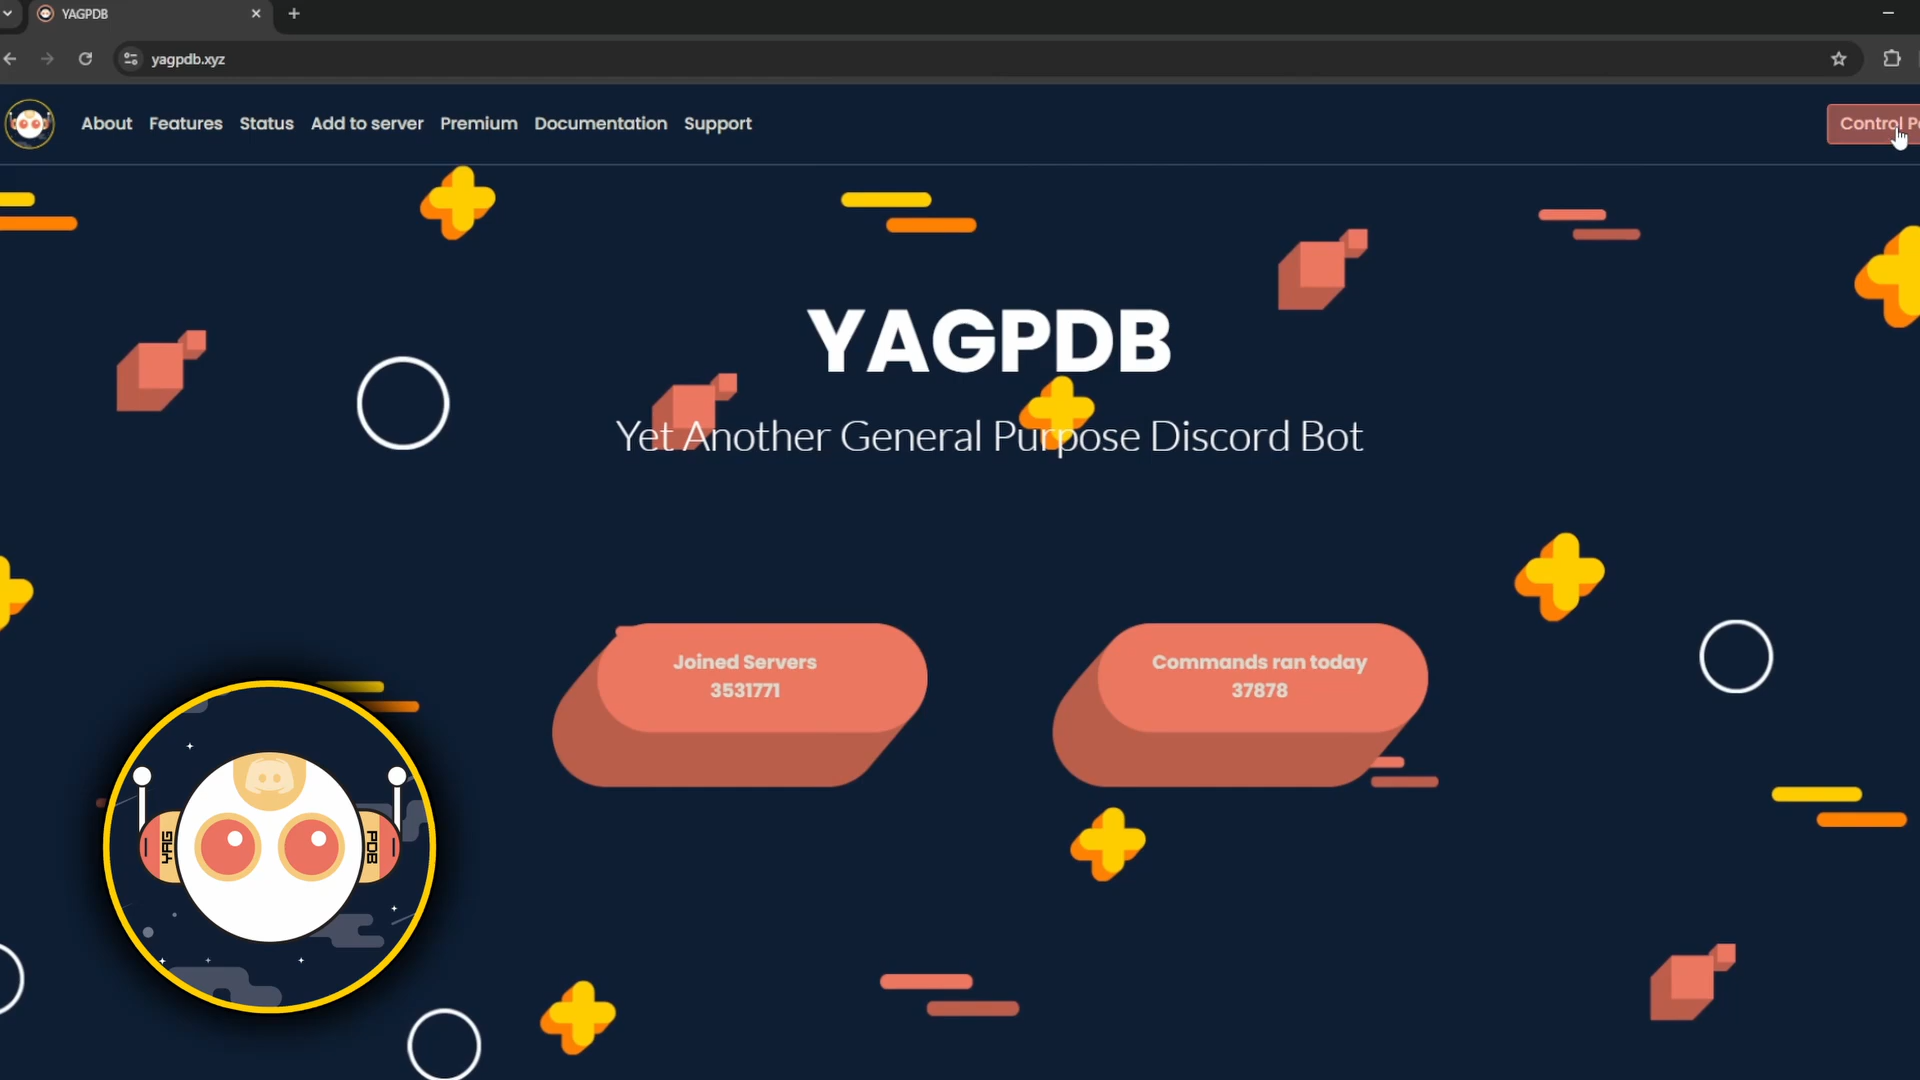 YAGPDB
yagpdb.xyz
About Features Status Add to server Premium Documentation Support
Control P
YAGPDB
Yet Another General Purpose Discord Bot
Joined Servers
3531771
Commands ran today
37878
YAG
PDB